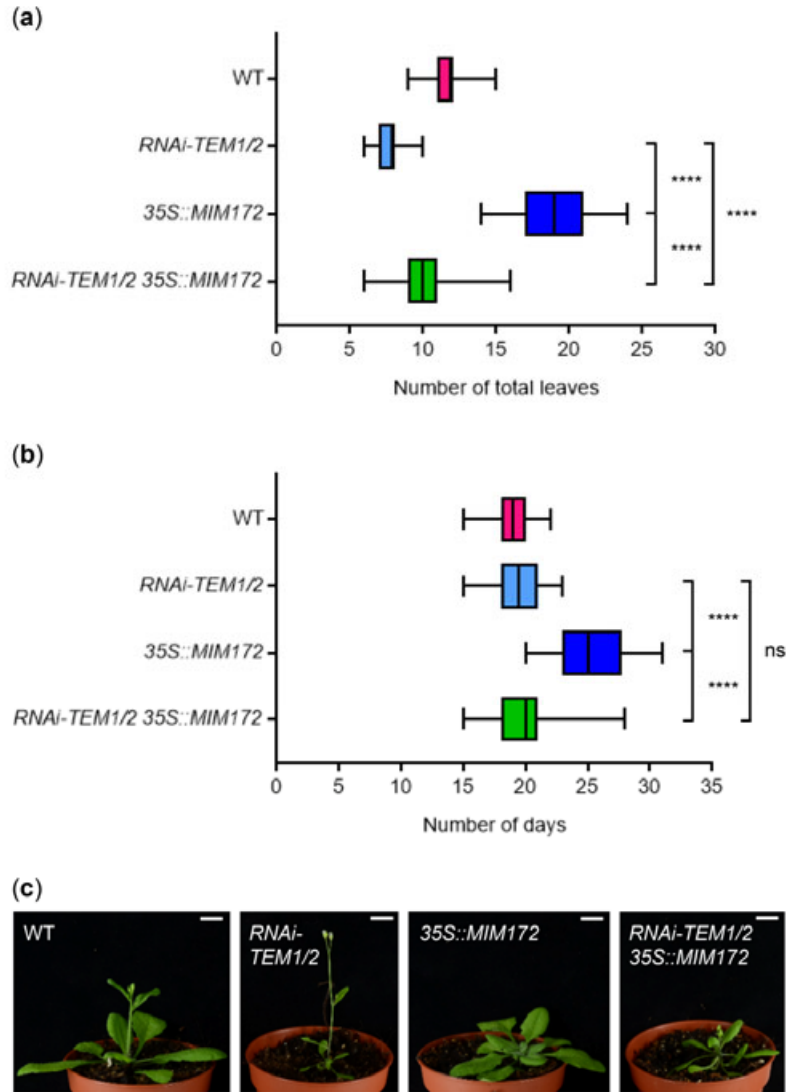 (a)
WT
RNAi-TEM1/2
35S::MIM172
RNAi-TEM1/2 35S::MIM172
****
****
****
0 5 10 15 20 25 30
Number of total leaves
(b)
WT
RNAi-TEM1/2
35S::MIM172
RNAi-TEM1/2 35S::MIM172
****
****
ns
0 5 10 15 20 25 30 35
Number of days
(c)
WT
RNAi-
TEM1/2
35S::MIM172
RNAi-TEM1/2
35S::MIM172